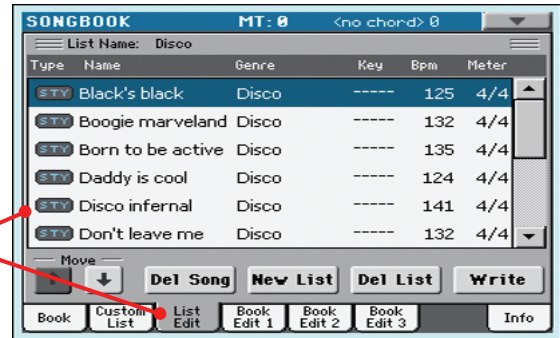 SONGBOOK MT: 0 <no chord> 0
List Name: Disco
Type Name Genre Key Bpm Meter
STY Black's black Disco ----- 125 4/4
STY Boogie marveland Disco ----- 132 4/4
STY Born to be active Disco ----- 135 4/4
STY Daddy is cool Disco ----- 124 4/4
STY Disco infernal Disco ----- 141 4/4
STY Don't leave me Disco ----- 132 4/4
Move
Del Song New List Del List Write
Book Custom List List Edit Book Edit 1 Book Edit 2 Book Edit 3 Info